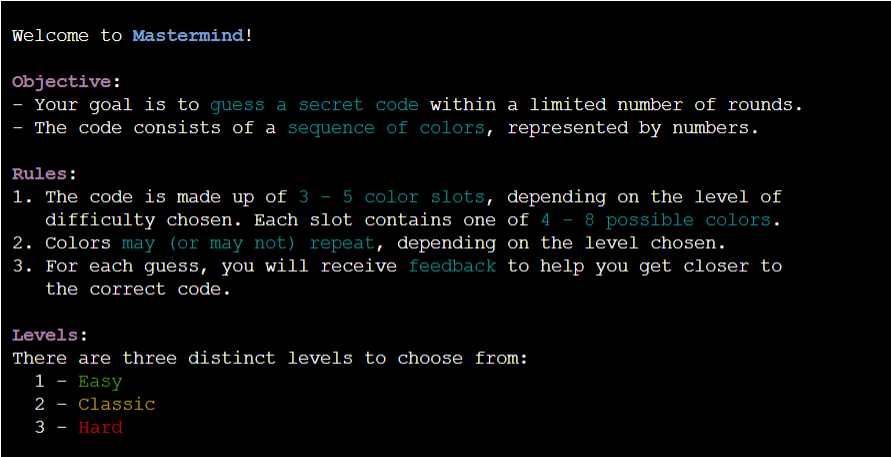 Welcome to Mastermind!
Objective:
- Your goal is to guess a secret code within a limited number of rounds.
- The code consists of a sequence of colors, represented by numbers.
Rules:
1. The code is made up of 3 - 5 color slots, depending on the level of
difficulty chosen. Each slot contains one of 4 - 8 possible colors.
2. Colors may (or may not) repeat, depending on the level chosen.
3. For each guess, you will receive feedback to help you get closer to
the correct code.
Levels:
There are three distinct levels to choose from:
1 - Easy
2 - Classic
3 - Hard